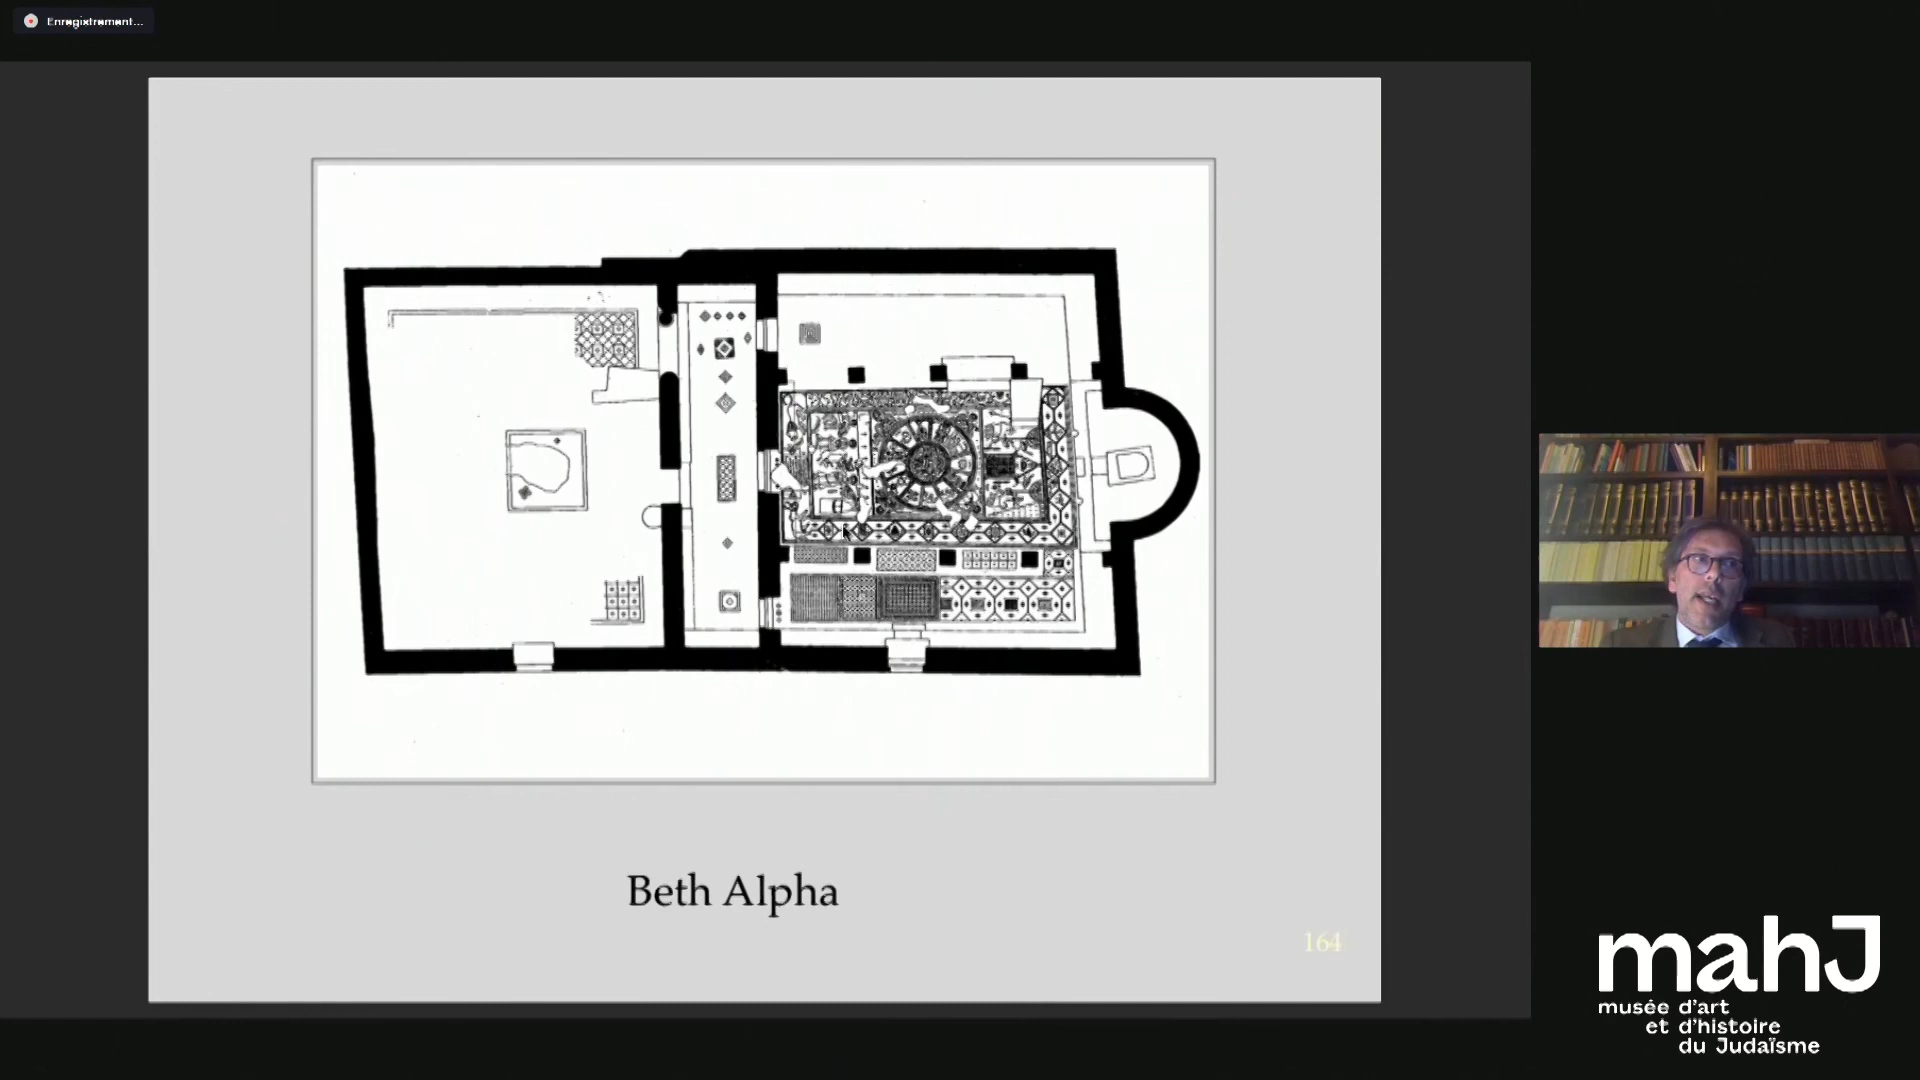 Enregistrement...
Beth Alpha
164
mahJ
musée d'art
et d'histoire
du Judaïsme